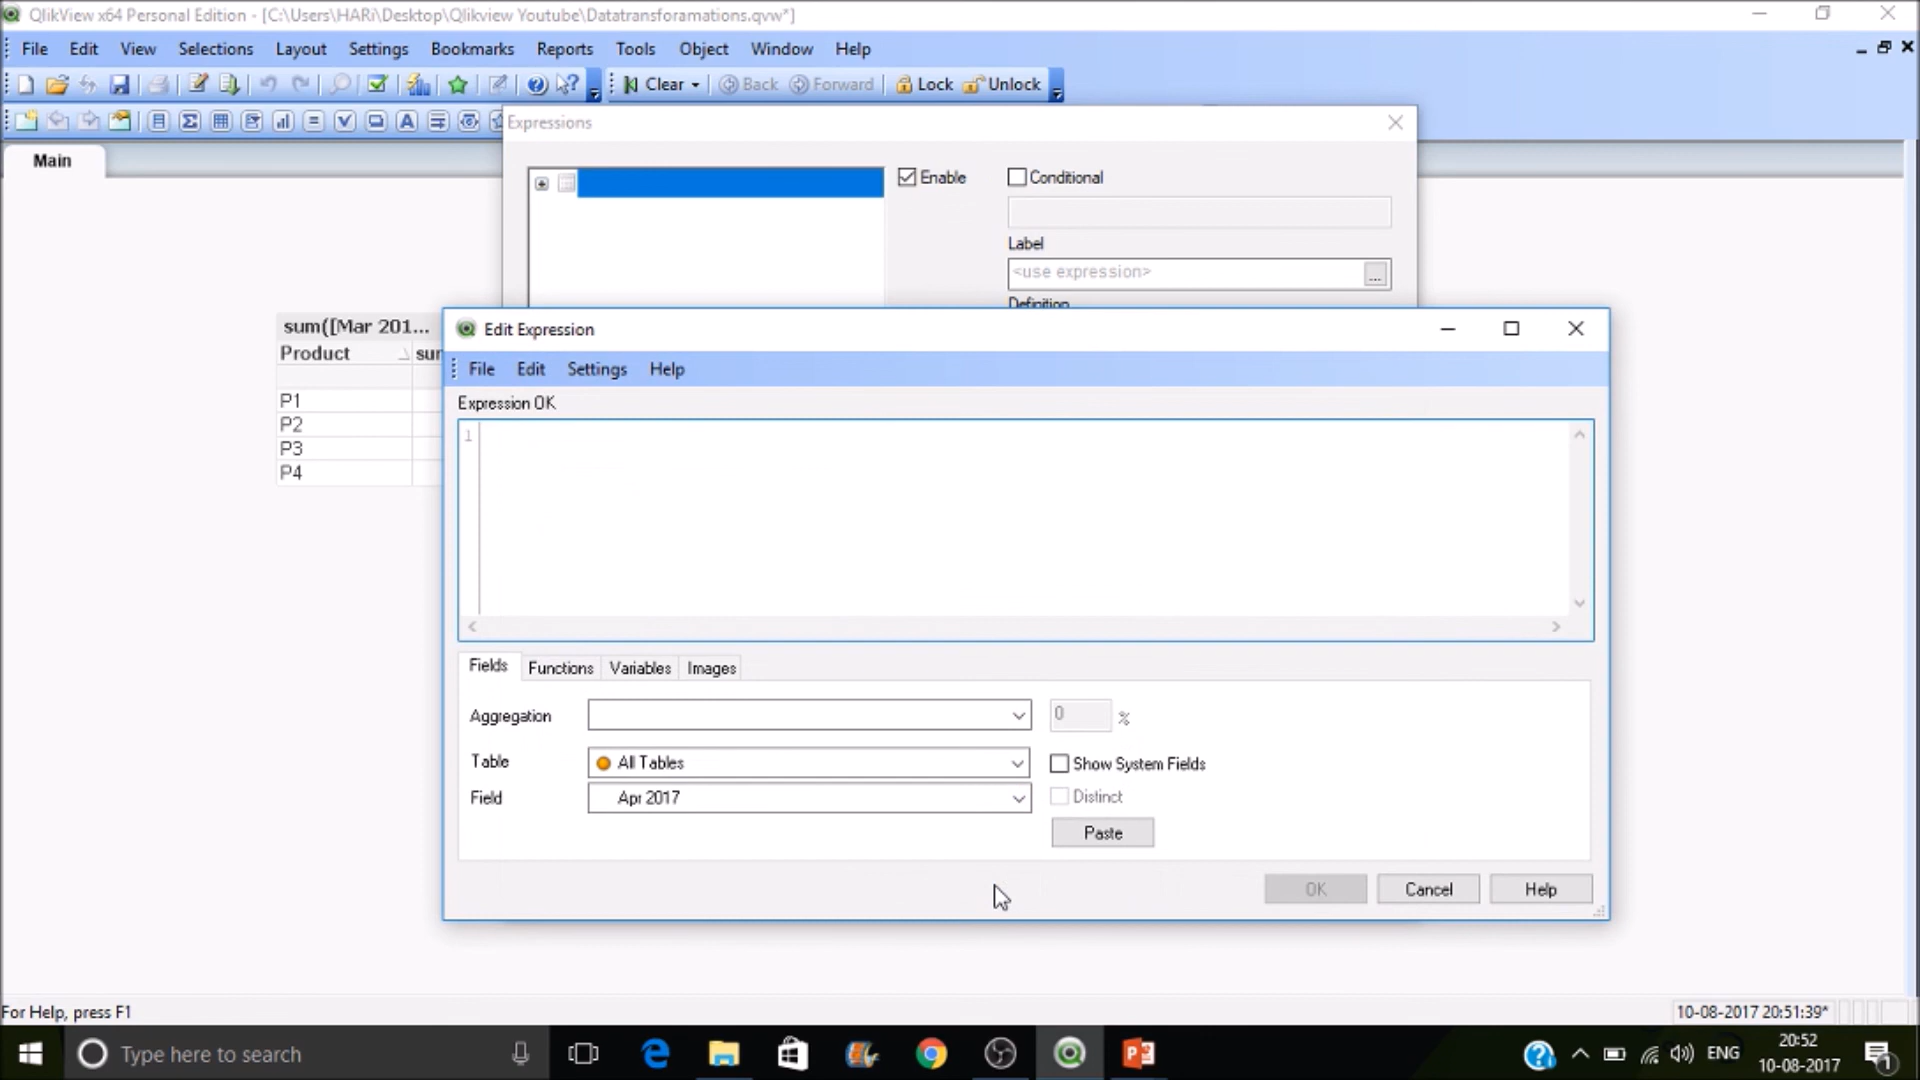 QlikView x64 Personal Edition - [C:\Users\HARi\Desktop\Qlikview Youtube\Datatransforamations.qvw*]
File Edit View Selections Layout Settings Bookmarks Reports Tools Object Window Help
Clear Back Forward Lock Unlock
Expressions
Main
Enable Conditional
Label
<use expression> ...
Definition
sum([Mar 201...
Product sum
P1
P2
P3
P4
Edit Expression
File Edit Settings Help
Expression OK
1
Fields Functions Variables Images
Aggregation 0 %
Table All Tables Show System Fields
Field Apr 2017 Distinct
Paste
OK Cancel Help
For Help, press F1
10-08-2017 20:51:39*
Type here to search
ENG
20:52
10-08-2017
1